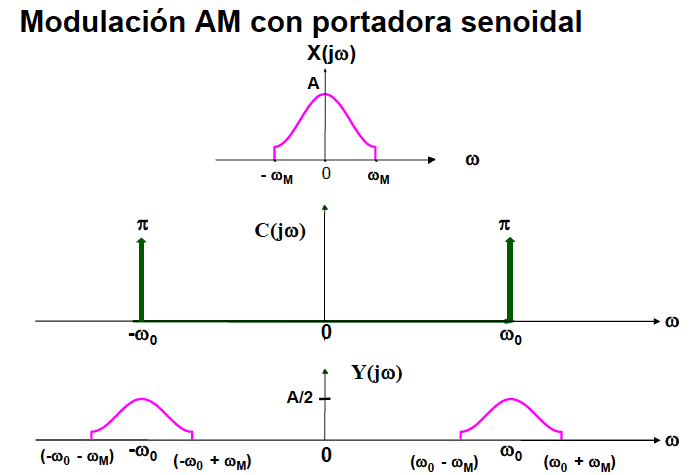 Modulación AM con portadora senoidal
X(jω)
A
- ωM 0 ωM ω
π C(jω) π
-ω0 0 ω0 ω
Y(jω)
A/2
(-ω0 - ωM) -ω0 (-ω0 + ωM) 0 (ω0 - ωM) ω0 (ω0 + ωM) ω